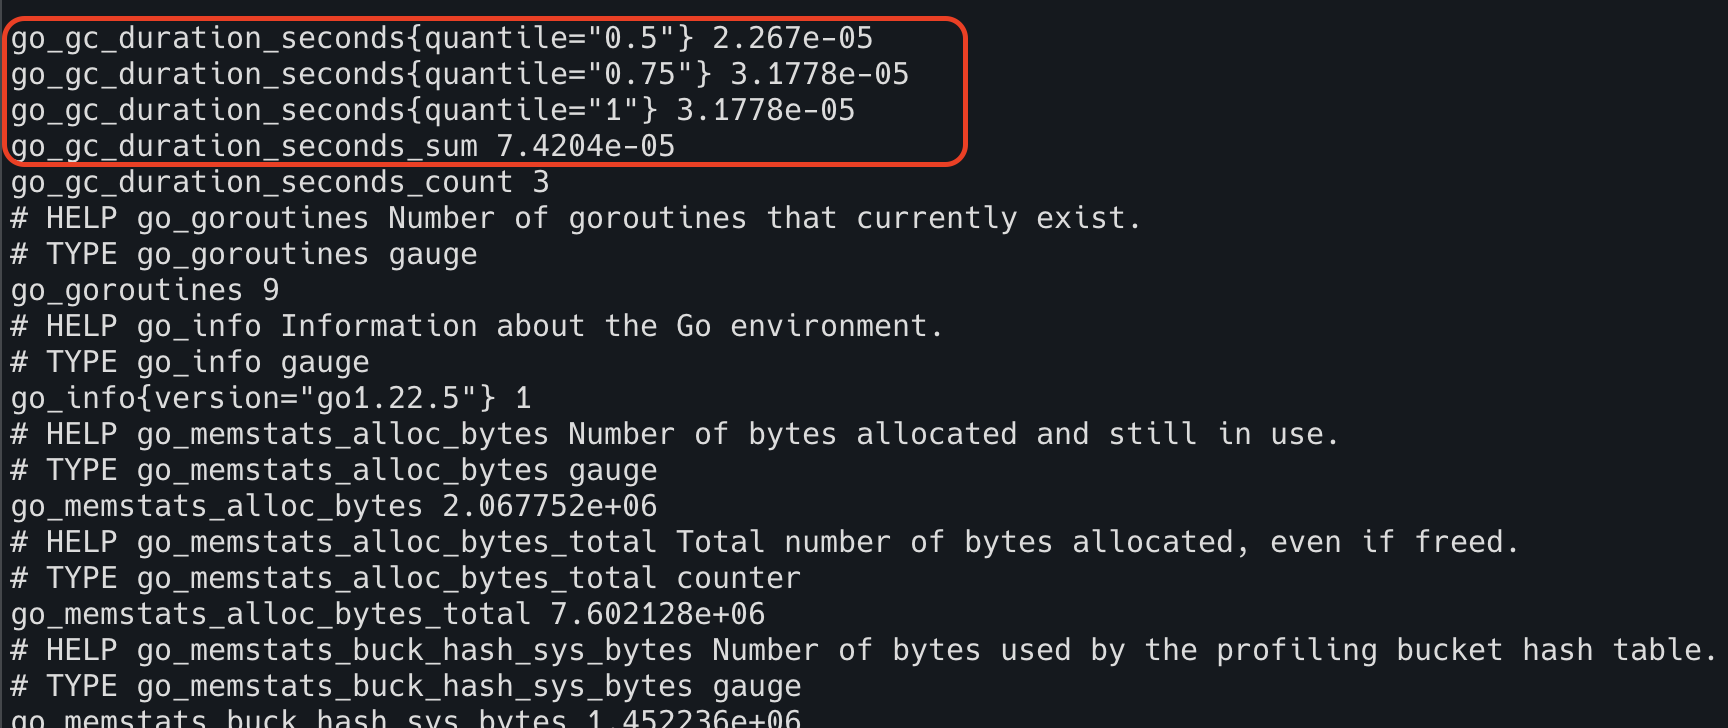 go_gc_duration_seconds{quantile="0.5"} 2.267e-05
go_gc_duration_seconds{quantile="0.75"} 3.1778e-05
go_gc_duration_seconds{quantile="1"} 3.1778e-05
go_gc_duration_seconds_sum 7.4204e-05
go_gc_duration_seconds_count 3
# HELP go_goroutines Number of goroutines that currently exist.
# TYPE go_goroutines gauge
go_goroutines 9
# HELP go_info Information about the Go environment.
# TYPE go_info gauge
go_info{version="go1.22.5"} 1
# HELP go_memstats_alloc_bytes Number of bytes allocated and still in use.
# TYPE go_memstats_alloc_bytes gauge
go_memstats_alloc_bytes 2.067752e+06
# HELP go_memstats_alloc_bytes_total Total number of bytes allocated, even if freed.
# TYPE go_memstats_alloc_bytes_total counter
go_memstats_alloc_bytes_total 7.602128e+06
# HELP go_memstats_buck_hash_sys_bytes Number of bytes used by the profiling bucket hash table.
# TYPE go_memstats_buck_hash_sys_bytes gauge
go_memstats_buck_hash_sys_bytes 1.452236e+06